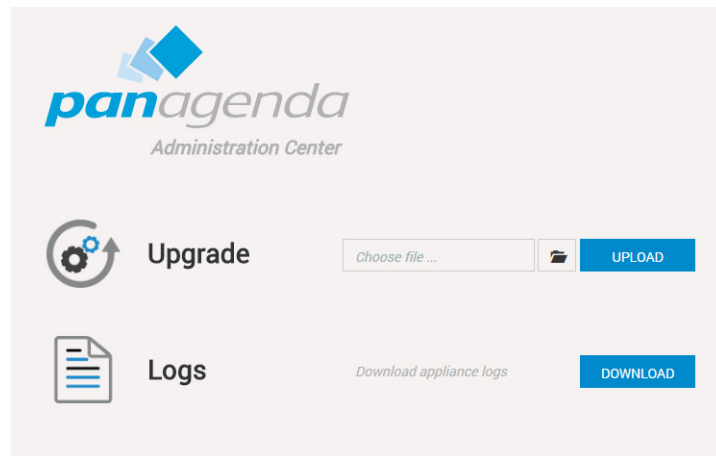 panagenda
Administration Center
Upgrade
Choose file ...
UPLOAD
Logs
Download appliance logs
DOWNLOAD